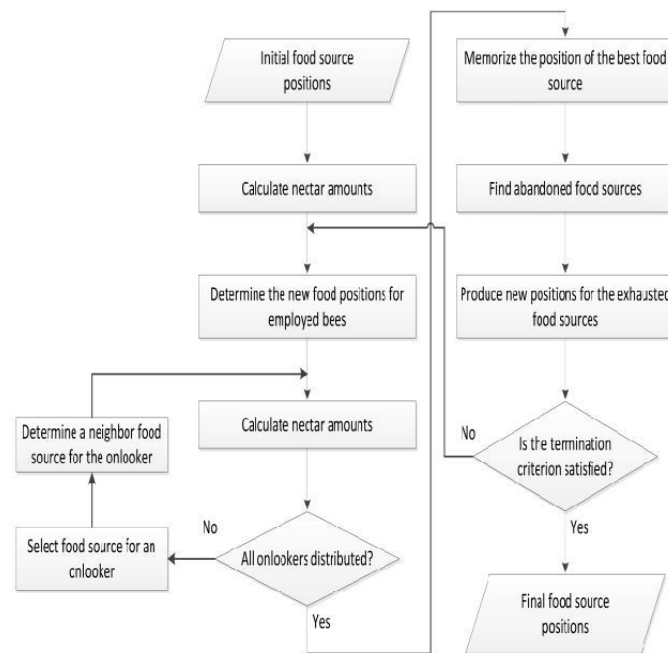 Initial food source
positions
Calculate nectar amounts
Determine the new food positions for
employed bees
Calculate nectar amounts
All onlookers distributed?
No
Yes
Select food source for an
cnlooker
Determine a neighbor food
source for the onlooker
Memorize the position of the best food
source
Find abandoned food sources
Produce new positions for the exhausted
food sources
Is the termination
criterion satisfied?
No
Yes
Final food source
positions